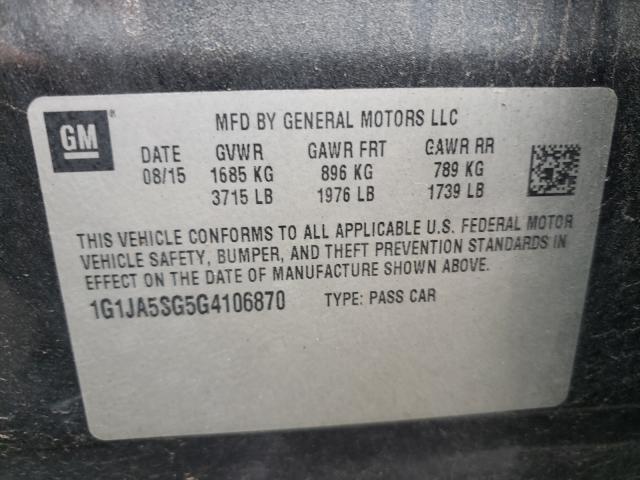 GM®
MFD BY GENERAL MOTORS LLC
DATE GVWR GAWR FRT GAWR RR
08/15 1685 KG 896 KG 789 KG
3715 LB 1976 LB 1739 LB
THIS VEHICLE CONFORMS TO ALL APPLICABLE U.S. FEDERAL MOTOR
VEHICLE SAFETY, BUMPER, AND THEFT PREVENTION STANDARDS IN
EFFECT ON THE DATE OF MANUFACTURE SHOWN ABOVE.
1G1JA5SG5G4106870 TYPE: PASS CAR